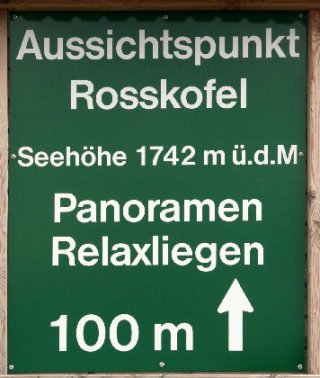 Aussichtspunkt
Rosskofel
Seehöhe 1742 m ü.d.M
Panoramen
Relaxliegen
100 m